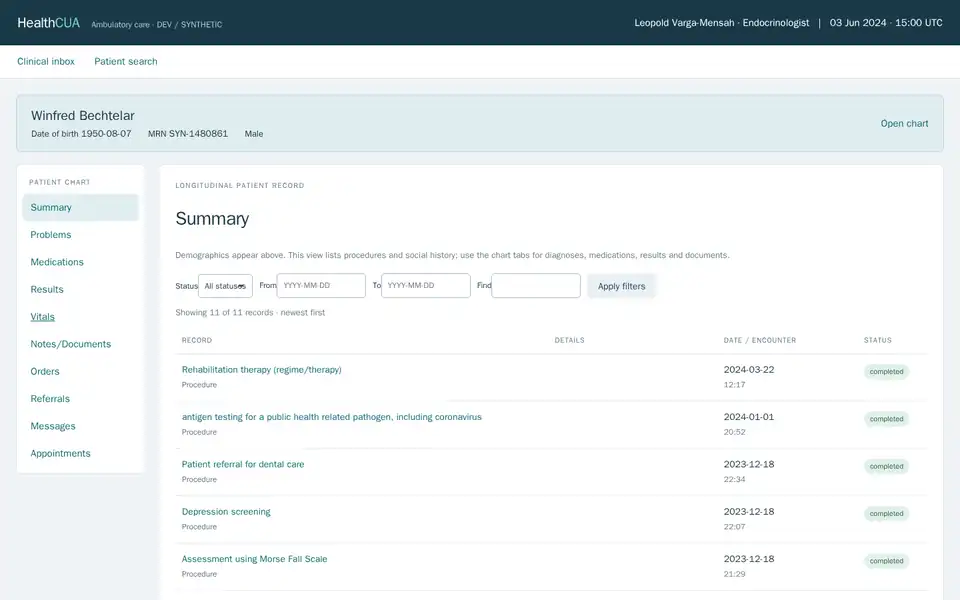 HealthCUA Ambulatory care · DEV / SYNTHETIC Leopold Varga-Mensah · Endocrinologist | 03 Jun 2024 · 15:00 UTC
Clinical inbox Patient search
Winfred Bechtelar
Date of birth 1950-08-07 MRN SYN-1480861 Male
Open chart
PATIENT CHART
Summary
Problems
Medications
Results
Vitals
Notes/Documents
Orders
Referrals
Messages
Appointments
LONGITUDINAL PATIENT RECORD
Summary
Demographics appear above. This view lists procedures and social history; use the chart tabs for diagnoses, medications, results and documents.
Status All statuses From YYYY-MM-DD To YYYY-MM-DD Find Apply filters
Showing 11 of 11 records · newest first
RECORD DETAILS DATE / ENCOUNTER STATUS
Rehabilitation therapy (regime/therapy) 2024-03-22 completed
Procedure 12:17
antigen testing for a public health related pathogen, including coronavirus 2024-01-01 completed
Procedure 20:52
Patient referral for dental care 2023-12-18 completed
Procedure 22:34
Depression screening 2023-12-18 completed
Procedure 22:07
Assessment using Morse Fall Scale 2023-12-18 completed
Procedure 21:29